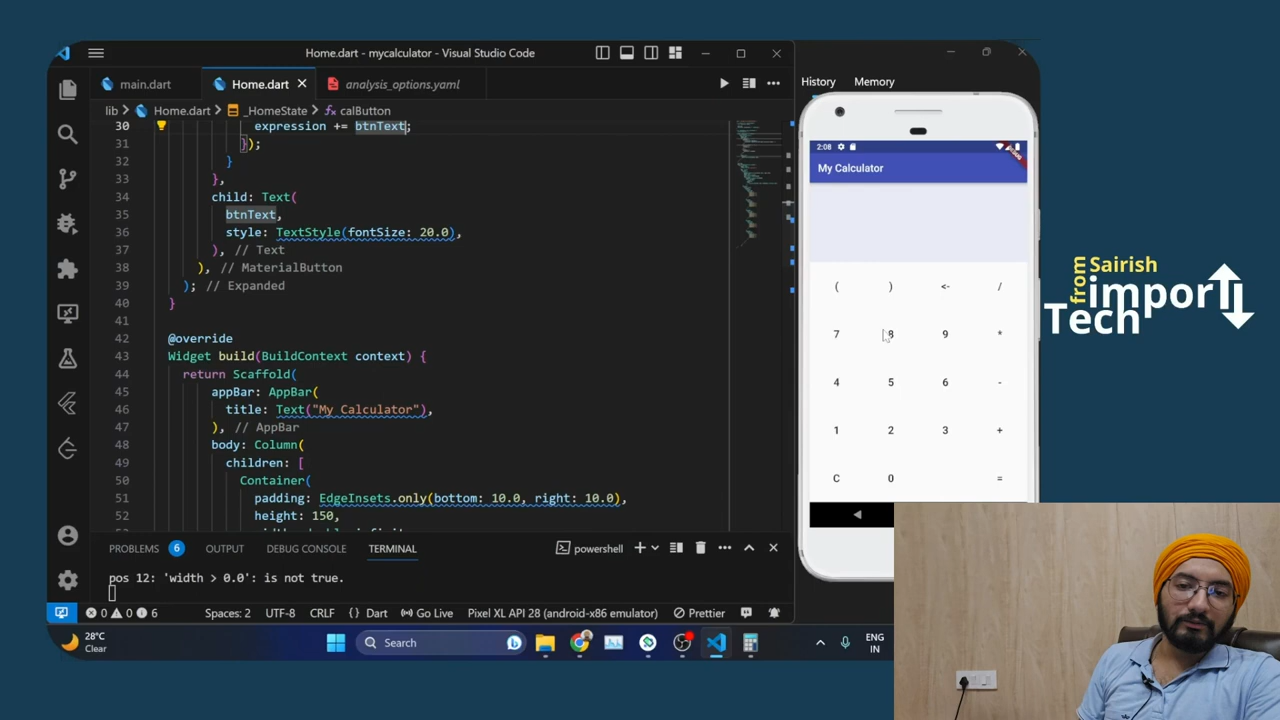 Home.dart - mycalculator - Visual Studio Code
main.dart
Home.dart
analysis_options.yaml
lib > Home.dart > _HomeState > calButton
30 expression += btnText;
31 });
32 }
33 },
34 child: Text(
35 btnText,
36 style: TextStyle(fontSize: 20.0),
37 ), // Text
38 ), // MaterialButton
39 ); // Expanded
40 }
41
42 @override
43 Widget build(BuildContext context) {
44 return Scaffold(
45 appBar: AppBar(
46 title: Text("My Calculator"),
47 ), // AppBar
48 body: Column(
49 children: [
50 Container(
51 padding: EdgeInsets.only(bottom: 10.0, right: 10.0),
52 height: 150,
PROBLEMS 6 OUTPUT DEBUG CONSOLE TERMINAL powershell
pos 12: 'width > 0.0': is not true.
0 0 6 Spaces: 2 UTF-8 CRLF {} Dart Go Live Pixel XL API 28 (android-x86 emulator) Prettier
28°C
Clear
Search
ENG
IN
History Memory
2:08
My Calculator
( ) <- /
7 8 9 *
4 5 6 -
1 2 3 +
C 0 =
from
Sairish
import
Tech